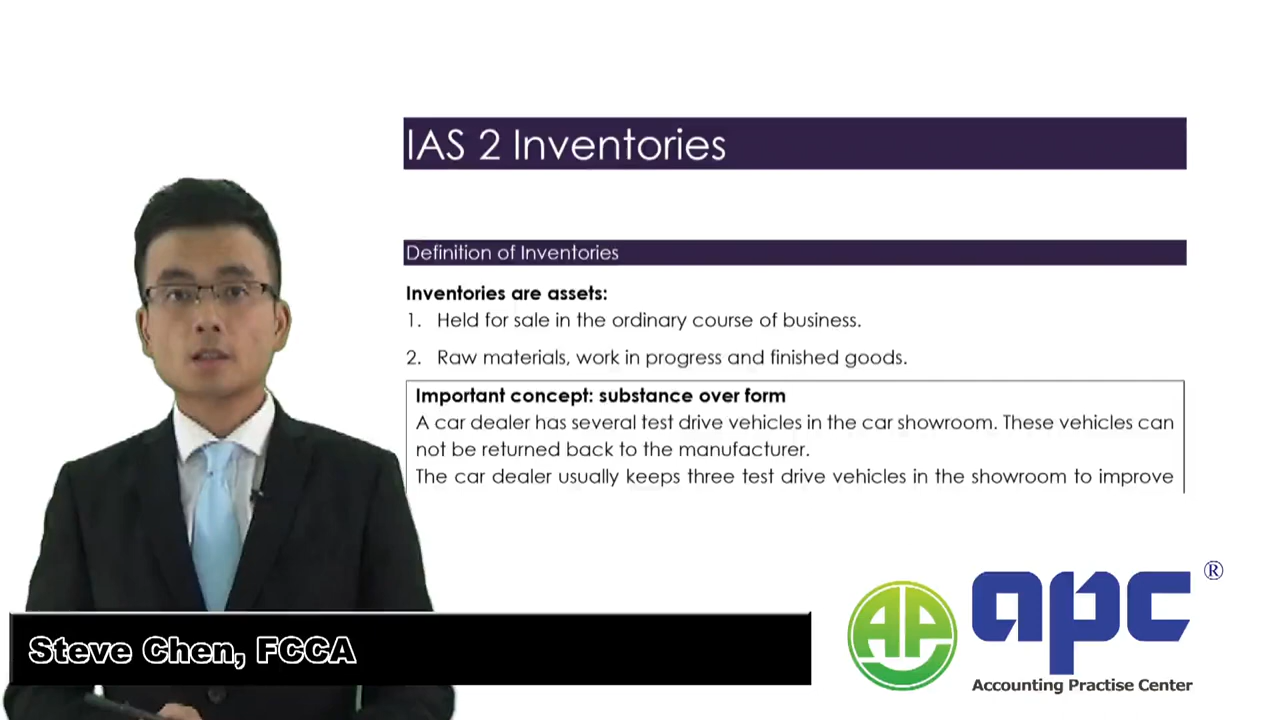 IAS 2 Inventories
Definition of Inventories
Inventories are assets:
1. Held for sale in the ordinary course of business.
2. Raw materials, work in progress and finished goods.
Important concept: substance over form
A car dealer has several test drive vehicles in the car showroom. These vehicles can
not be returned back to the manufacturer.
The car dealer usually keeps three test drive vehicles in the showroom to improve
Steve Chen, FCCA
AP
apc®
Accounting Practise Center